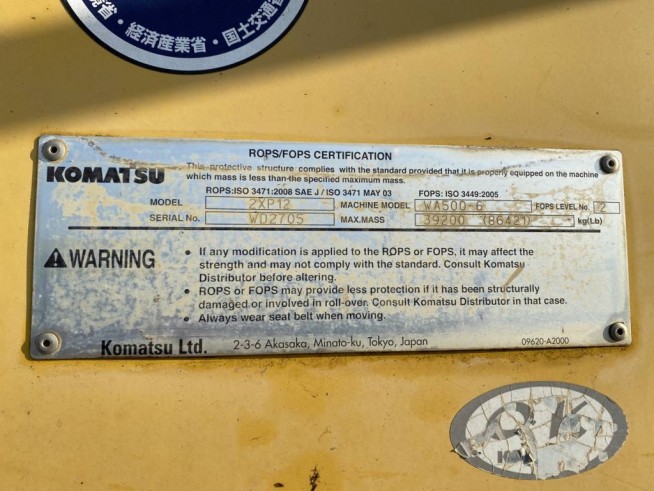 ・経済産業省・国土交通省
ROPS/FOPS CERTIFICATION
KOMATSU
This protective structure complies with the standard provided that it is properly equipped on the machine
which mass is less than the specified maximum mass.
ROPS:ISO 3471:2008 SAE J / ISO 3471 MAY 03 FOPS: ISO 3449:2005
MODEL 2XP12 MACHINE MODEL WA500-6 FOPS LEVEL No. 2
SERIAL No. WD2705 MAX.MASS 39200 (86421) kg(Lb)
WARNING
• If any modification is applied to the ROPS or FOPS, it may affect the
strength and may not comply with the standard. Consult Komatsu
Distributor before altering.
• ROPS or FOPS may provide less protection if it has been structurally
damaged or involved in roll-over. Consult Komatsu Distributor in that case.
• Always wear seat belt when moving.
Komatsu Ltd. 2-3-6 Akasaka, Minato-ku, Tokyo, Japan 09620-A2000